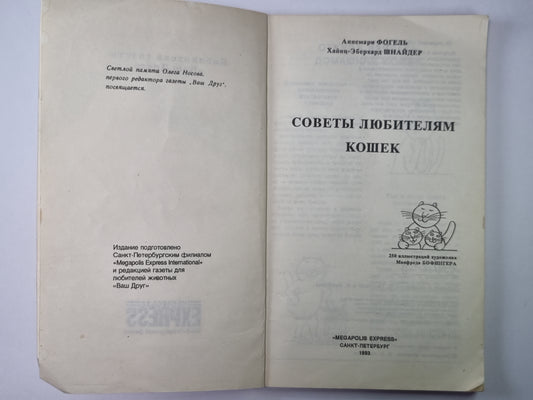 Светлой памяти Олега Носова,
первого редактора газеты „Ваш Друг",
посвящается.
Издание подготовлено
Санкт-Петербургским филиалом
«Megapolis Express International»
и редакцией газеты для
любителей животных
«Ваш Друг»
Аннемари ФОГЕЛЬ
Хайнц-Эберхард ШНАЙДЕР
СОВЕТЫ ЛЮБИТЕЛЯМ
КОШЕК
250 иллюстраций художника
Манфреда БОФИНГЕРА
«MEGAPOLIS EXPRESS»
САНКТ-ПЕТЕРБУРГ
1993